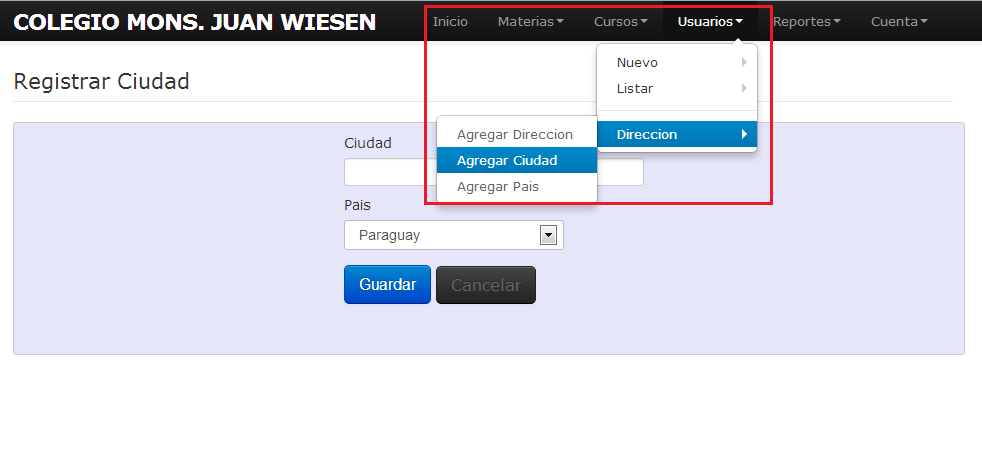 COLEGIO MONS. JUAN WIESEN
Inicio Materias Cursos Usuarios Reportes Cuenta
Nuevo
Listar
Direccion
Agregar Direccion
Agregar Ciudad
Agregar Pais
Registrar Ciudad
Ciudad
Pais
Paraguay
Guardar Cancelar